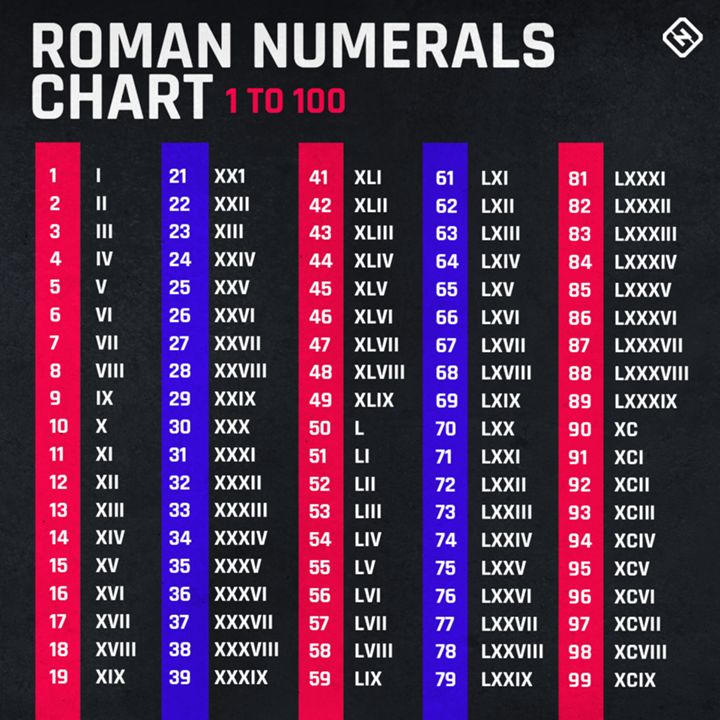 ROMAN NUMERALS
CHART 1 TO 100
1 I
2 II
3 III
4 IV
5 V
6 VI
7 VII
8 VIII
9 IX
10 X
11 XI
12 XII
13 XIII
14 XIV
15 XV
16 XVI
17 XVII
18 XVIII
19 XIX
21 XX1
22 XXII
23 XIII
24 XXIV
25 XXV
26 XXVI
27 XXVII
28 XXVIII
29 XXIX
30 XXX
31 XXXI
32 XXXII
33 XXXIII
34 XXXIV
35 XXXV
36 XXXVI
37 XXXVII
38 XXXVIII
39 XXXIX
41 XLI
42 XLII
43 XLIII
44 XLIV
45 XLV
46 XLVI
47 XLVII
48 XLVIII
49 XLIX
50 L
51 LI
52 LII
53 LIII
54 LIV
55 LV
56 LVI
57 LVII
58 LVIII
59 LIX
61 LXI
62 LXII
63 LXIII
64 LXIV
65 LXV
66 LXVI
67 LXVII
68 LXVIII
69 LXIX
70 LXX
71 LXXI
72 LXXII
73 LXXIII
74 LXXIV
75 LXXV
76 LXXVI
77 LXXVII
78 LXXVIII
79 LXXIX
81 LXXXI
82 LXXXII
83 LXXXIII
84 LXXXIV
85 LXXXV
86 LXXXVI
87 LXXXVII
88 LXXXVIII
89 LXXXIX
90 XC
91 XCI
92 XCII
93 XCIII
94 XCIV
95 XCV
96 XCVI
97 XCVII
98 XCVIII
99 XCIX